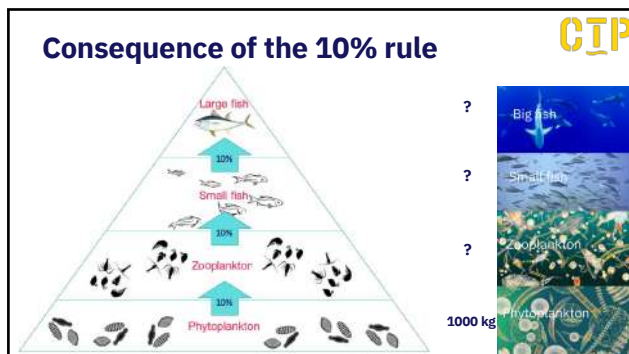 Consequence of the 10% rule
CTP
Large fish
10%
Small fish
10%
Zooplankton
10%
Phytoplankton
?
Big fish
?
Small fish
?
Zooplankton
1000 kg
Phytoplankton